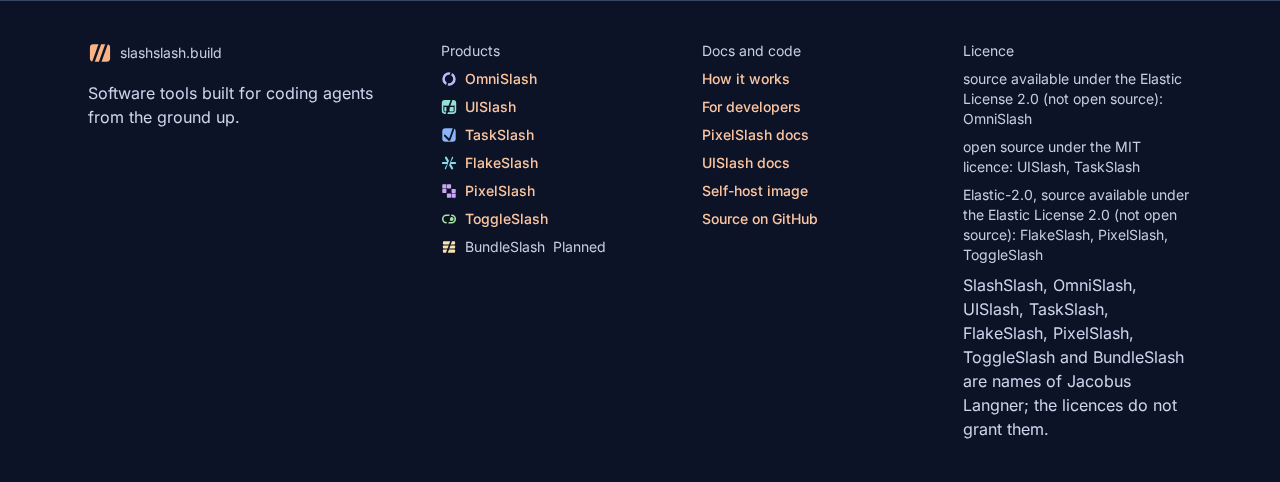 slashslash.build
Software tools built for coding agents
from the ground up.
Products
OmniSlash
UISlash
TaskSlash
FlakeSlash
PixelSlash
ToggleSlash
BundleSlash Planned
Docs and code
How it works
For developers
PixelSlash docs
UISlash docs
Self-host image
Source on GitHub
Licence
source available under the Elastic
License 2.0 (not open source):
OmniSlash
open source under the MIT
licence: UISlash, TaskSlash
Elastic-2.0, source available under
the Elastic License 2.0 (not open
source): FlakeSlash, PixelSlash,
ToggleSlash
SlashSlash, OmniSlash,
UISlash, TaskSlash,
FlakeSlash, PixelSlash,
ToggleSlash and BundleSlash
are names of Jacobus
Langner; the licences do not
grant them.